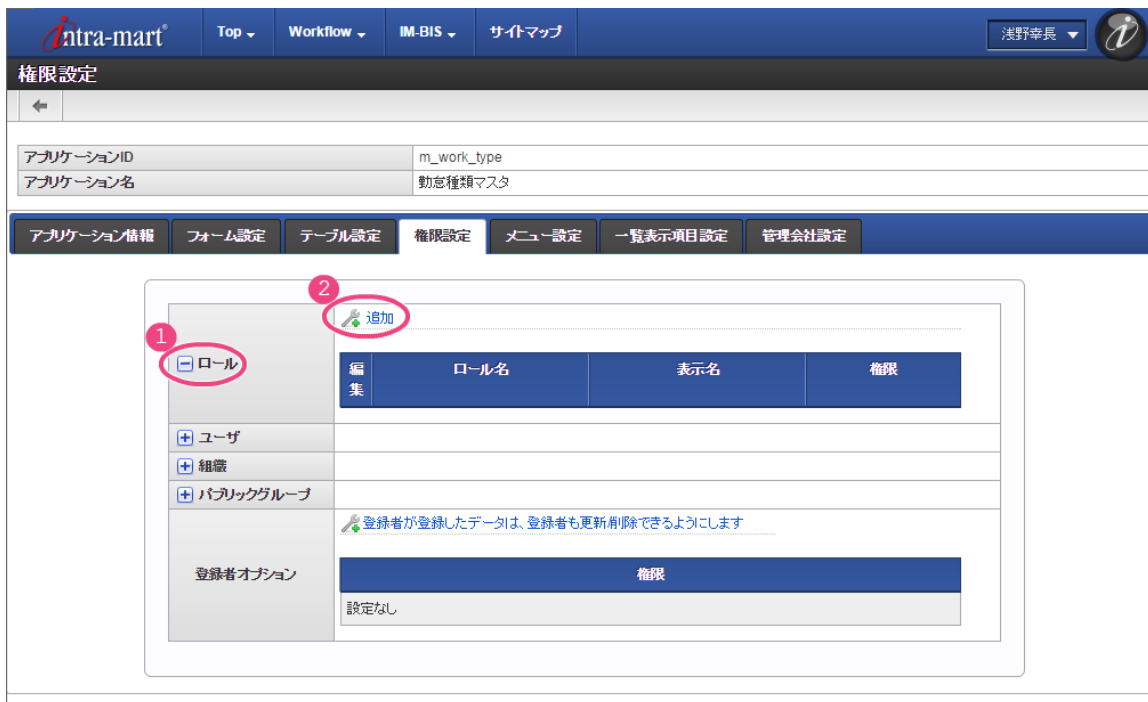 intra-mart® Top Workflow IM-BIS サイトマップ 浅野幸長
権限設定
アプリケーションID m_work_type
アプリケーション名 勤怠種類マスタ
アプリケーション情報 フォーム設定 テーブル設定 権限設定 メニュー設定 一覧表示項目設定 管理会社設定
2
追加
1
ロール
編集 ロール名 表示名 権限
ユーザ
組織
パブリックグループ
登録者が登録したデータは、登録者も更新削除できるようにします
登録者オプション
権限
設定なし